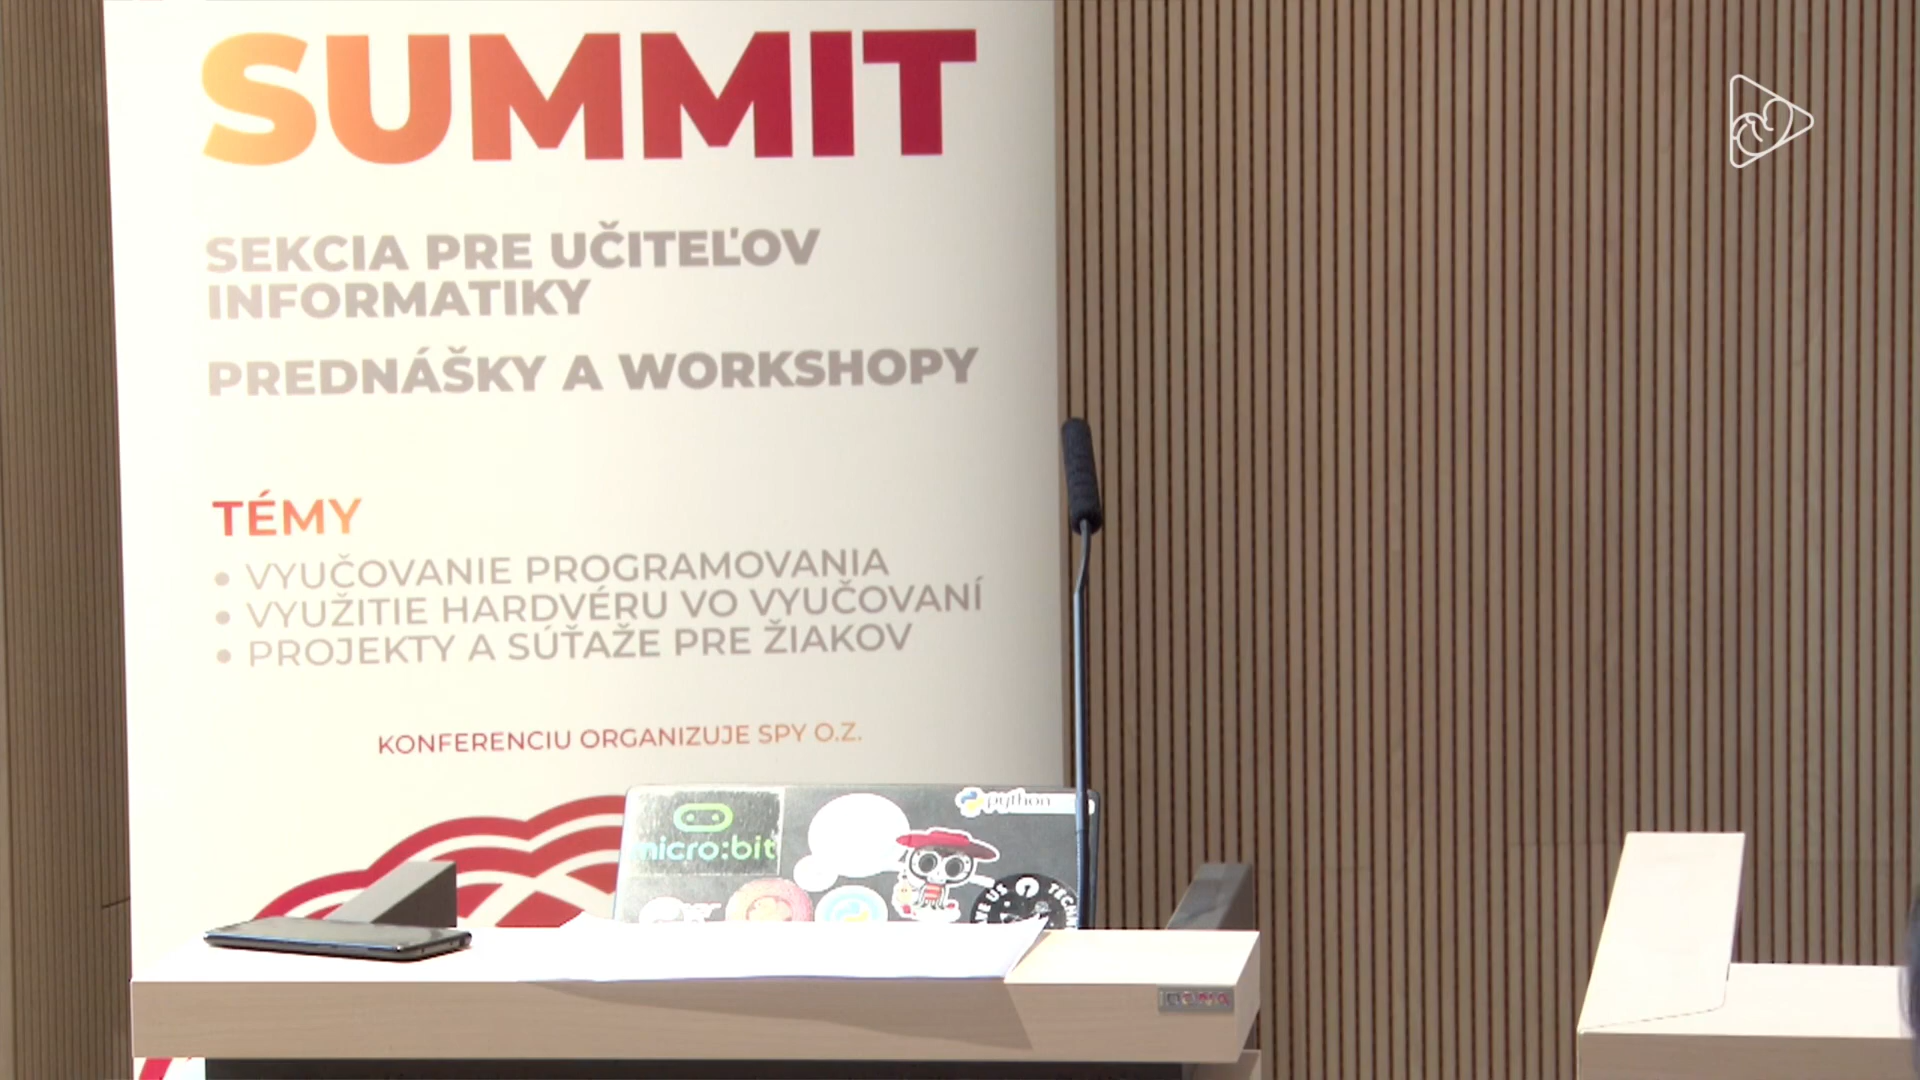 SUMMIT
SEKCIA PRE UČITEĽOV
INFORMATIKY
PREDNÁŠKY A WORKSHOPY
TÉMY
• VYUČOVANIE PROGRAMOVANIA
• VYUŽITIE HARDVÉRU VO VYUČOVANÍ
• PROJEKTY A SÚŤAŽE PRE ŽIAKOV
KONFERENCIU ORGANIZUJE SPY O.Z.
python
micro:bit